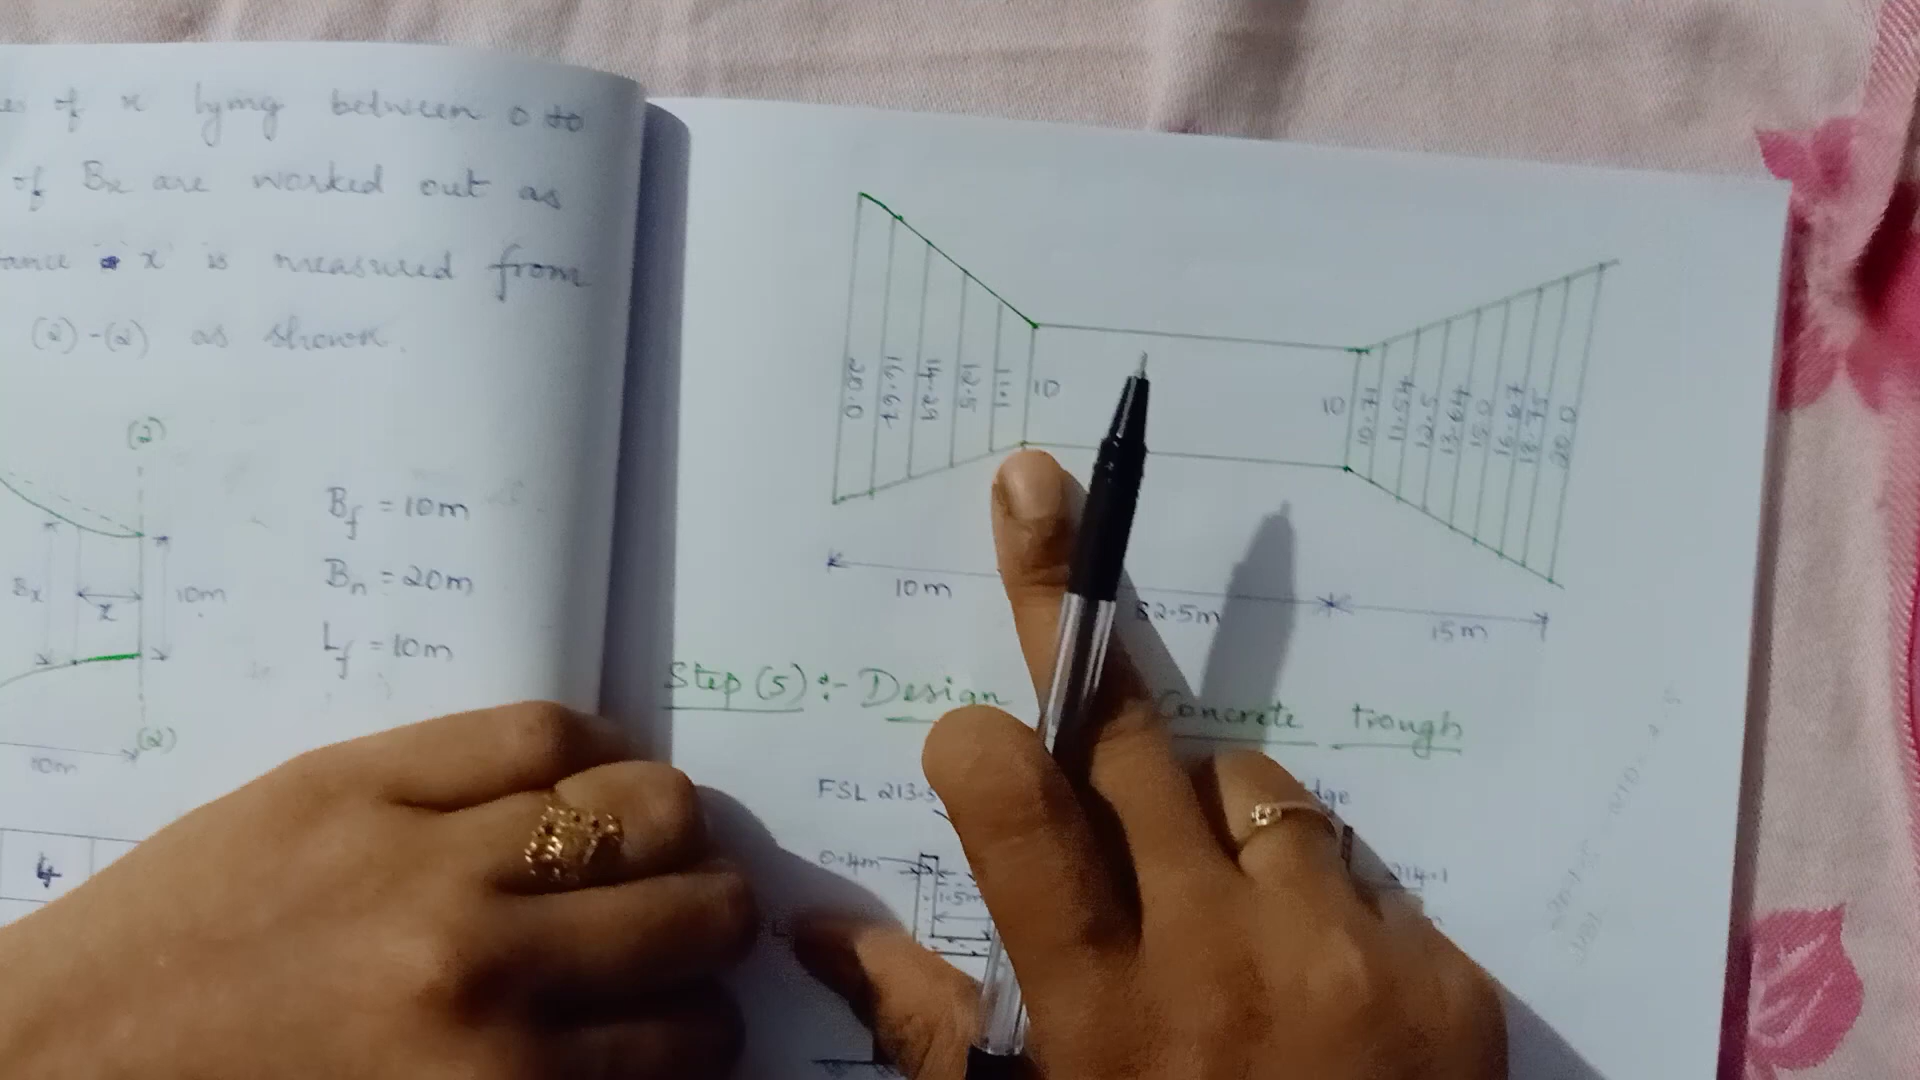 of x lying between 0 to
of Bx are worked out as
'x' is measured from
(2)-(2) as shown.
(2)
Bf = 10m
Bn = 20m
Lf = 10m
Bx
x
10m
(2)
10m
4
20.0
16.67
14.29
12.5
11.1
10
10
10.71
11.54
12.5
13.64
15.0
16.67
18.75
20.0
10m
2.5m
15m
Step (5) :- Design
Concrete trough
FSL 213.5
0.4m
1.5m
214.1